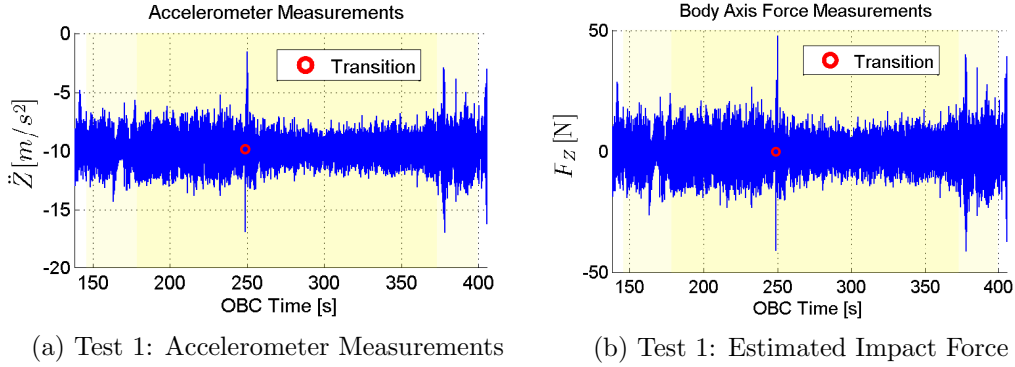 Accelerometer Measurements
Z̈ [m/s²]
0
-5
-10
-15
-20
Transition
150 200 250 300 350 400
OBC Time [s]
(a) Test 1: Accelerometer Measurements
Body Axis Force Measurements
F_Z [N]
50
0
-50
Transition
150 200 250 300 350 400
OBC Time [s]
(b) Test 1: Estimated Impact Force